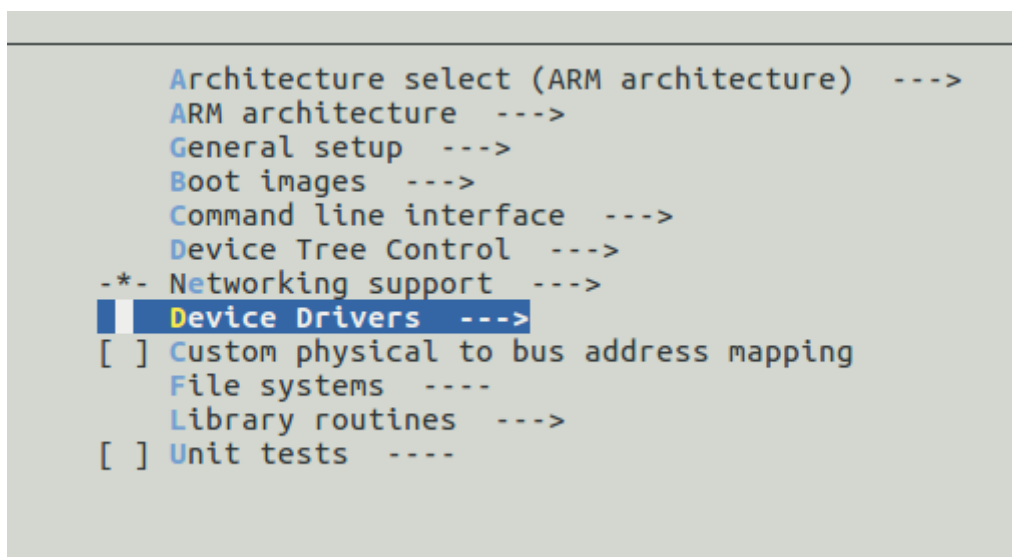 Architecture select (ARM architecture)  --->
ARM architecture  --->
General setup  --->
Boot images  --->
Command line interface  --->
Device Tree Control  --->
-*- Networking support  --->
Device Drivers  --->
[ ] Custom physical to bus address mapping
File systems  ----
Library routines  --->
[ ] Unit tests  ----